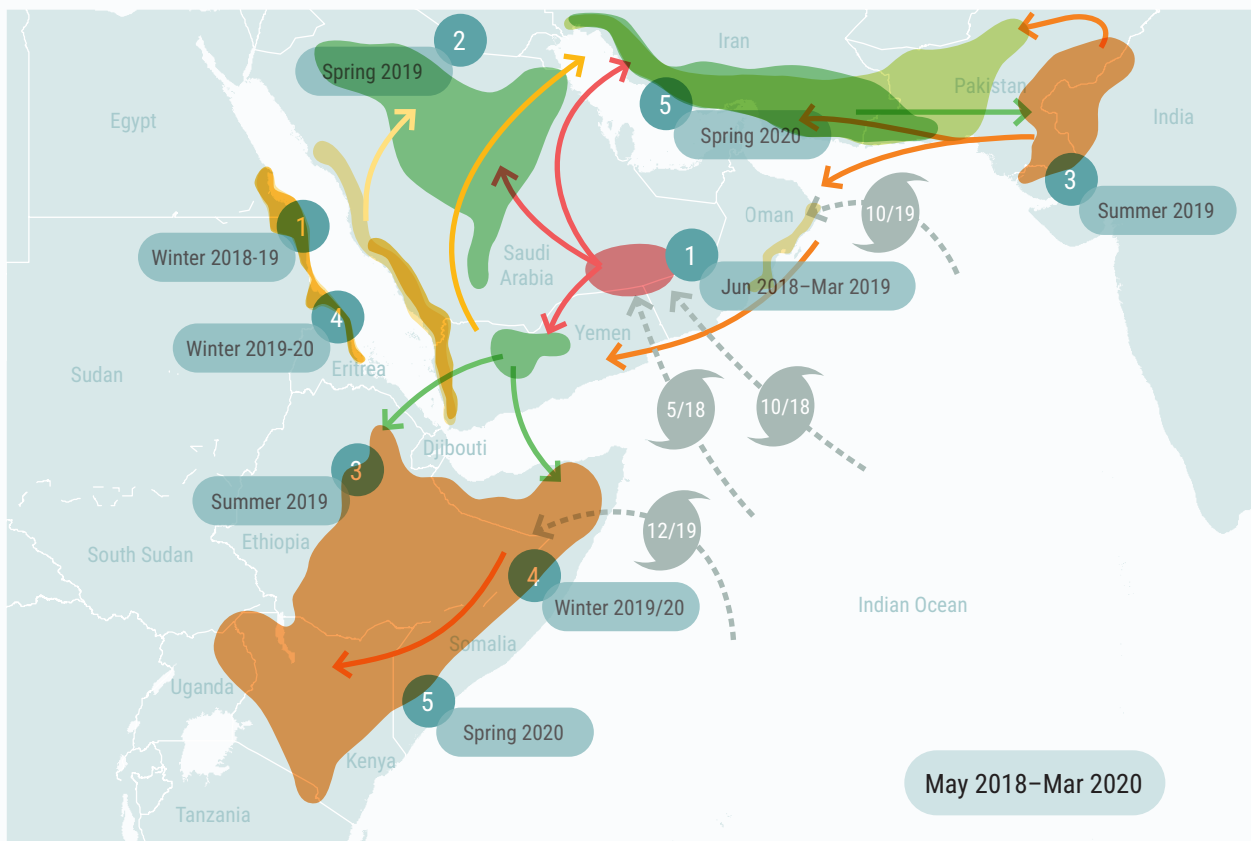 2
Spring 2019
Iran
Egypt
Pakistan
India
5
Spring 2020
3
Summer 2019
1
Winter 2018-19
Oman
10/19
Saudi
Arabia
1
Jun 2018–Mar 2019
4
Winter 2019-20
Eritrea
Yemen
Sudan
5/18
10/18
Djibouti
3
Summer 2019
12/19
Ethiopia
South Sudan
4
Winter 2019/20
Indian Ocean
Somalia
Uganda
5
Spring 2020
Kenya
Tanzania
May 2018–Mar 2020